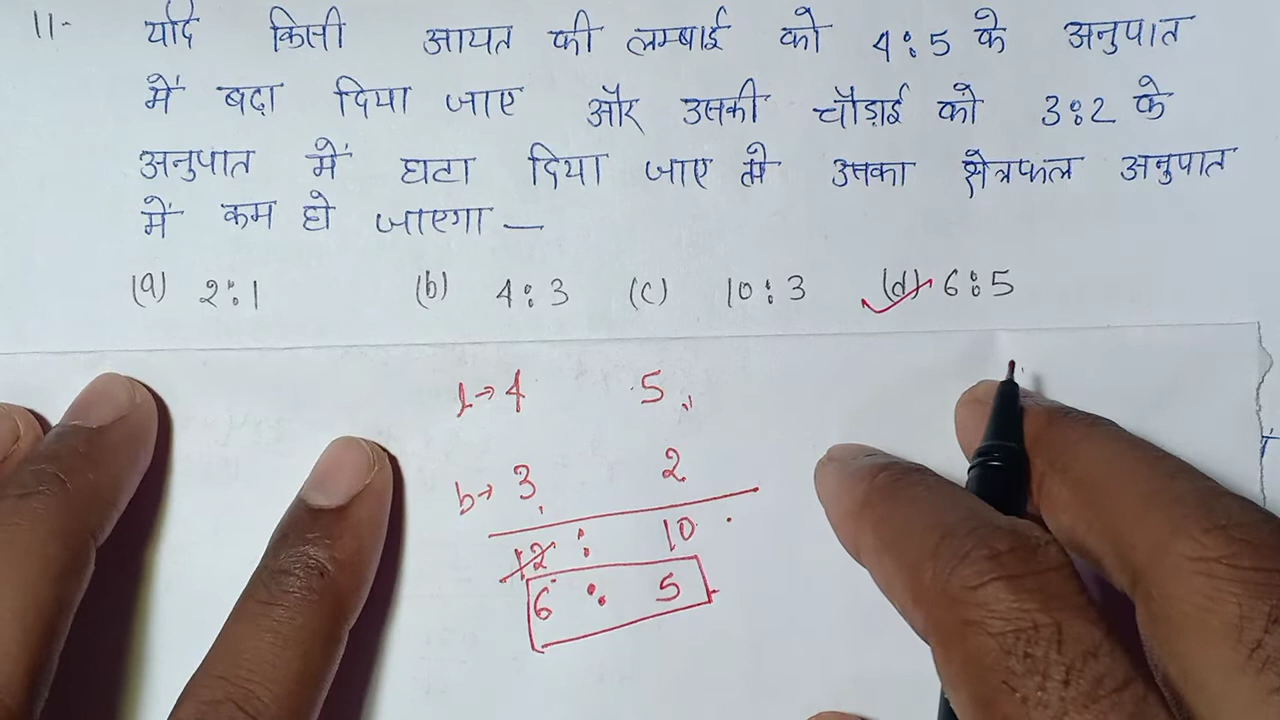 11- यदि किसी आयत की लम्बाई को 4:5 के अनुपात
में बढ़ा दिया जाए और उसकी चौड़ाई को 3:2 के
अनुपात में घटा दिया जाए तो उसका क्षेत्रफल अनुपात
में कम हो जाएगा —
(a) 2:1 (b) 4:3 (c) 10:3 (d) 6:5
l→ 4 5
b→ 3 2
12 : 10
6 : 5